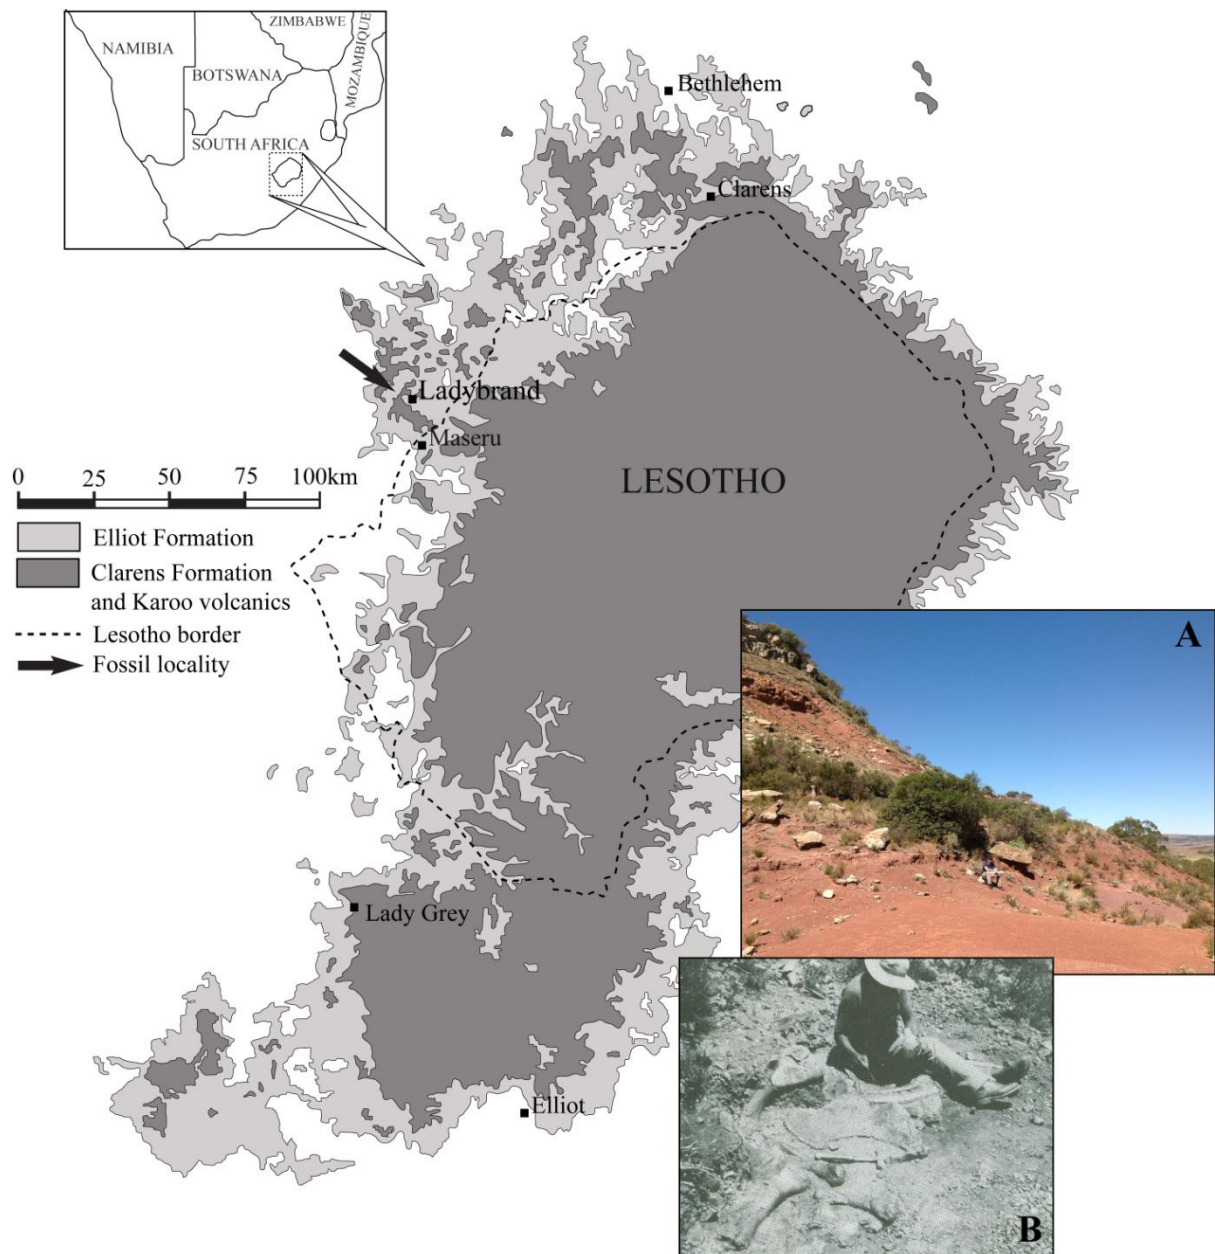 ZIMBABWE
NAMIBIA
MOZAMBIQUE
BOTSWANA
SOUTH AFRICA
Bethlehem
Clarens
Ladybrand
Maseru
0 25 50 75 100km
LESOTHO
Elliot Formation
Clarens Formation
and Karoo volcanics
Lesotho border
Fossil locality
A
Lady Grey
Elliot
B